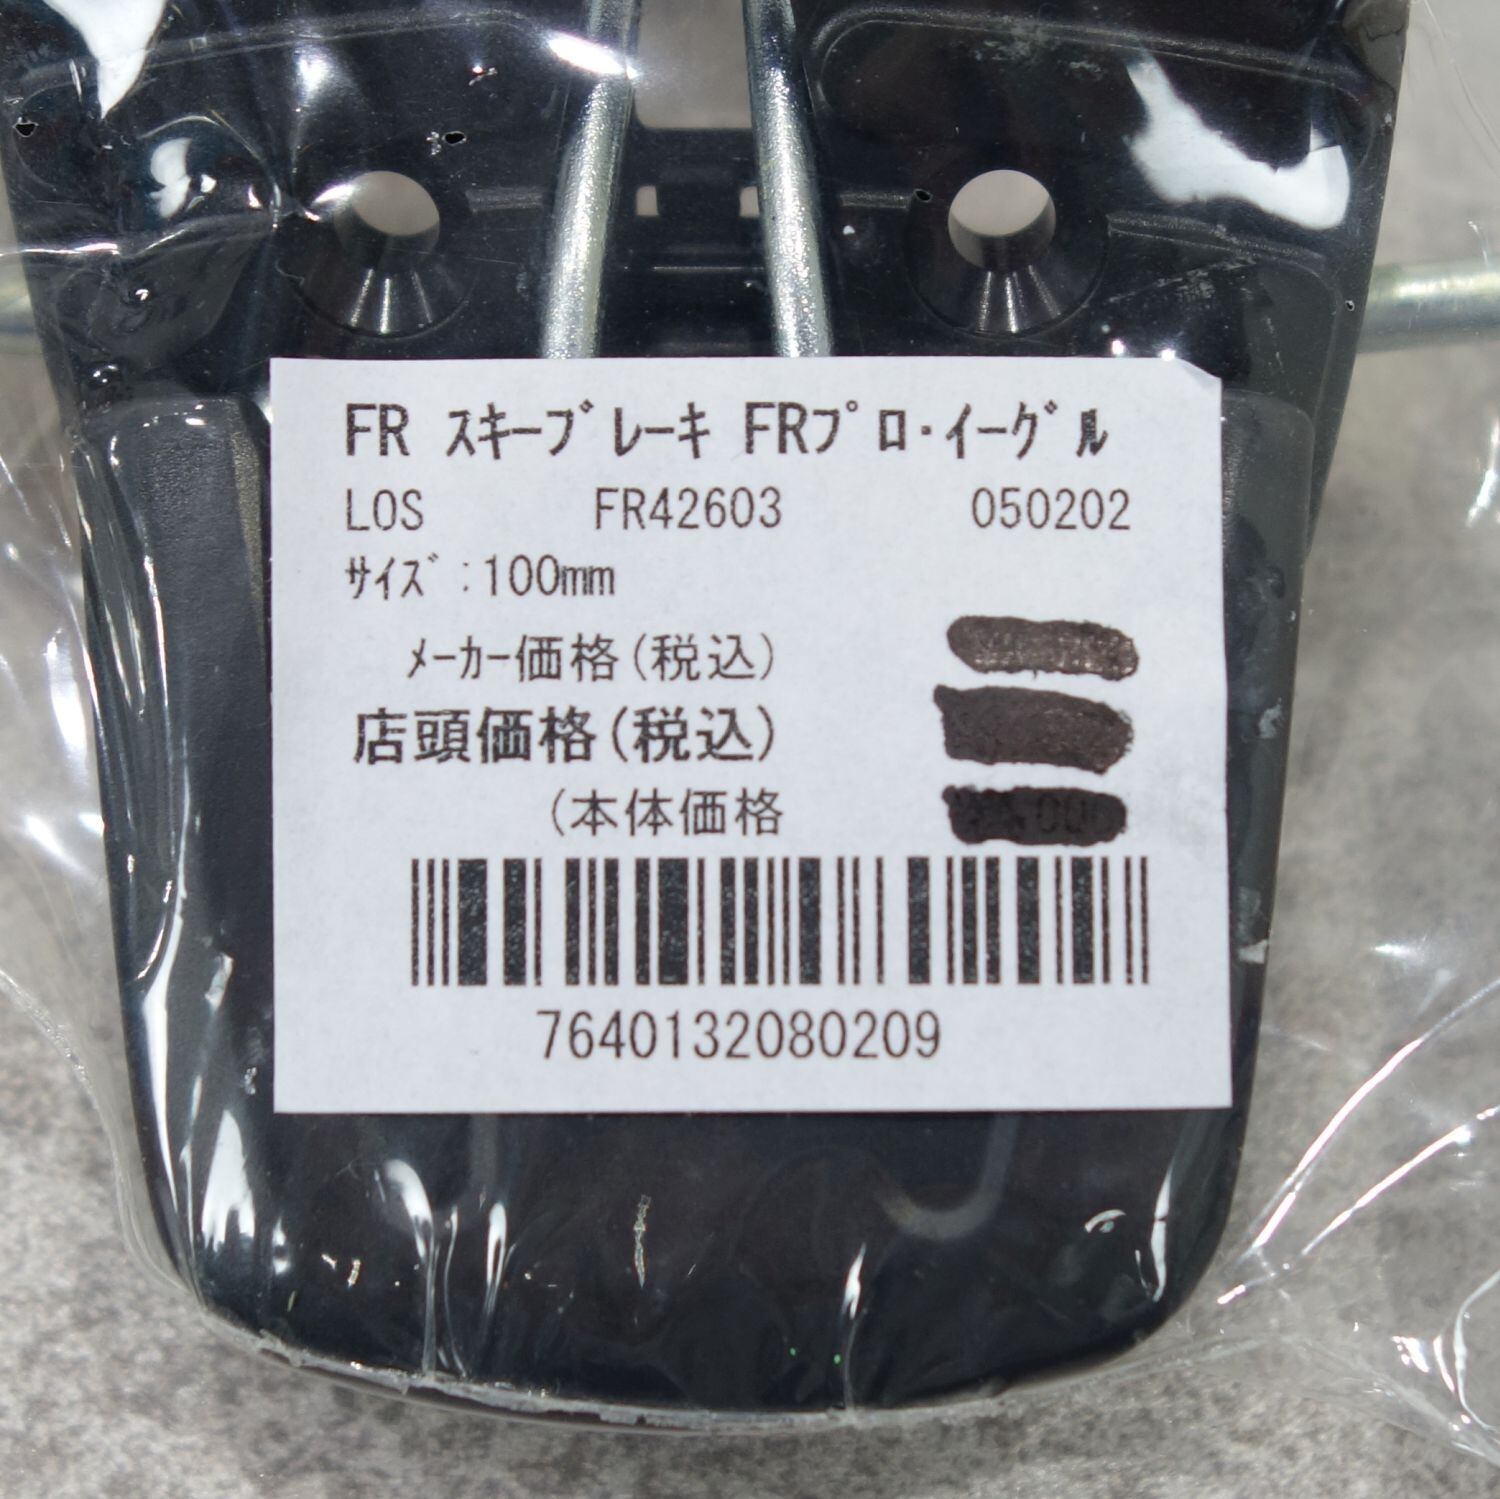 FR ｽｷｰﾌﾞﾚｰｷ FRﾌﾟﾛ･ｲｰｸﾞﾙ
LOS FR42603 050202
ｻｲｽﾞ:100mm
ﾒｰｶｰ価格(税込)
店頭価格(税込)
(本体価格
7640132080209